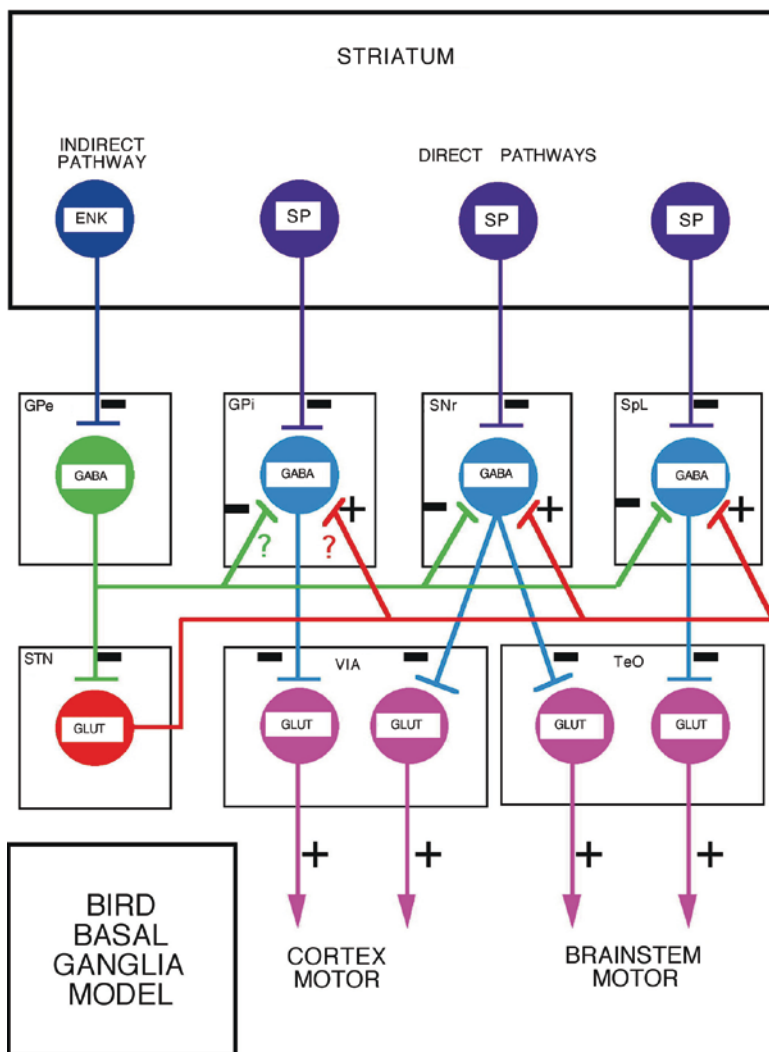 STRIATUM
INDIRECT
PATHWAY
DIRECT PATHWAYS
ENK
SP
SP
SP
GPe
GPi
SNr
SpL
GABA
GABA
GABA
GABA
− + − + − +
? ?
STN
VIA
TeO
GLUT
GLUT
GLUT
GLUT
GLUT
+ + + +
BIRD
BASAL
GANGLIA
MODEL
CORTEX
MOTOR
BRAINSTEM
MOTOR